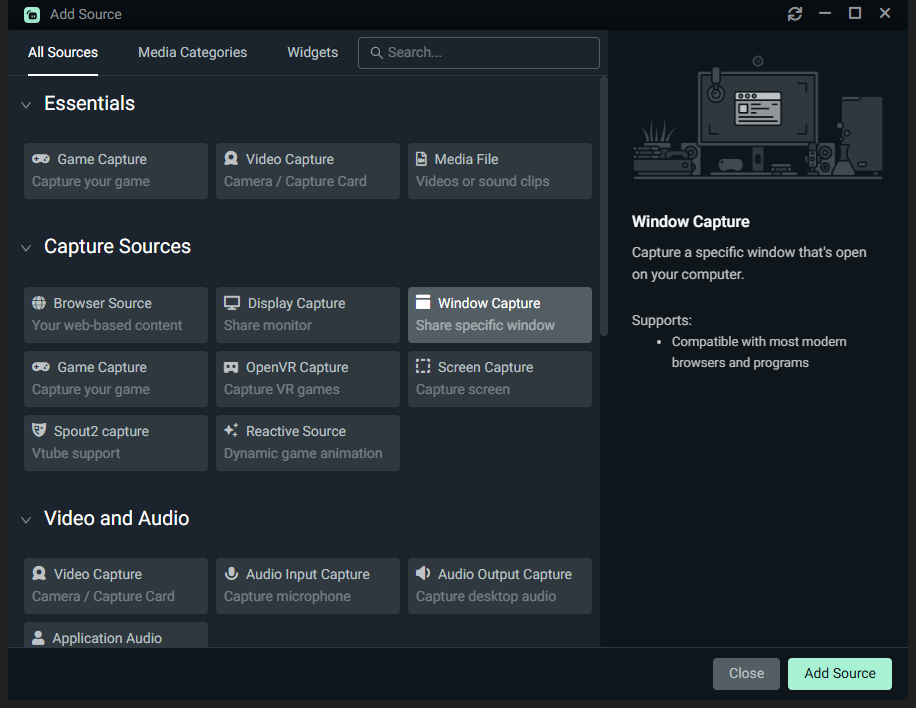 Add Source
All Sources
Media Categories
Widgets
Search...
Essentials
Game Capture
Capture your game
Video Capture
Camera / Capture Card
Media File
Videos or sound clips
Capture Sources
Browser Source
Your web-based content
Display Capture
Share monitor
Window Capture
Share specific window
Game Capture
Capture your game
OpenVR Capture
Capture VR games
Screen Capture
Capture screen
Spout2 capture
Vtube support
Reactive Source
Dynamic game animation
Video and Audio
Video Capture
Camera / Capture Card
Audio Input Capture
Capture microphone
Audio Output Capture
Capture desktop audio
Application Audio
Window Capture
Capture a specific window that's open
on your computer.
Supports:
• Compatible with most modern
browsers and programs
Close
Add Source